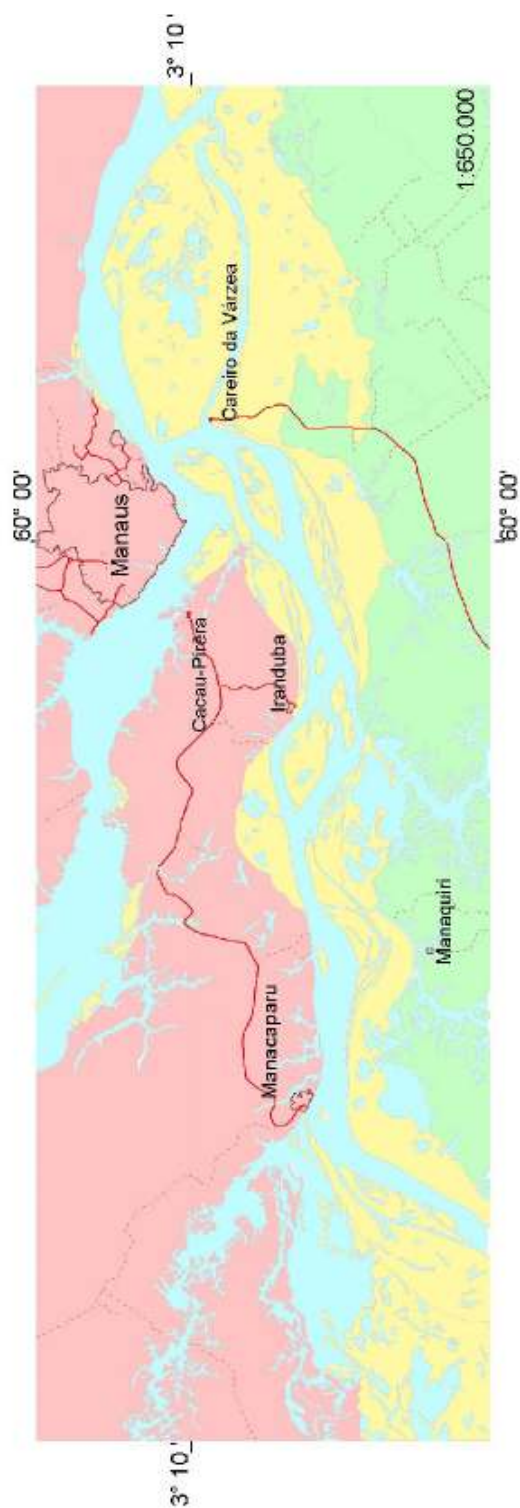 60° 00'
3° 10 '
3° 10 '
Manaus
Cacau-Pirêra
Careiro da Várzea
Iranduba
Manacaparu
Manaquiri
1:650.000
60° 00'